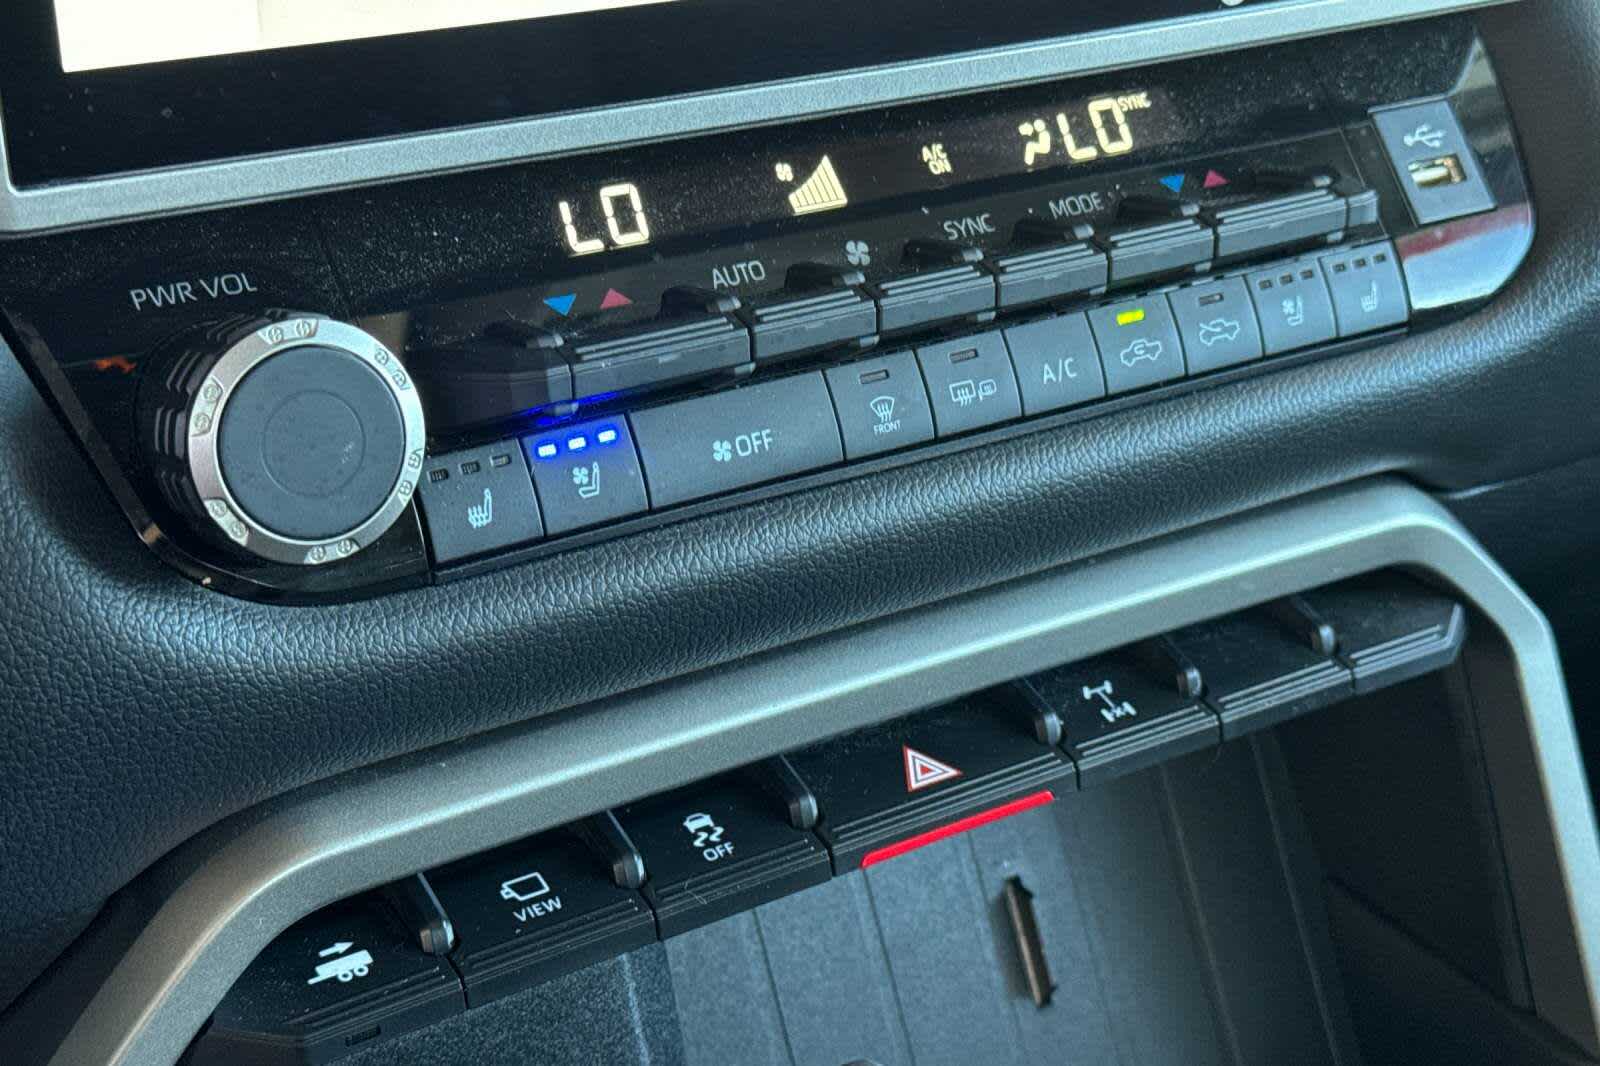 LO
A/C
ON
LO
SYNC
PWR VOL
AUTO
SYNC
MODE
OFF
FRONT
A/C
VIEW
OFF